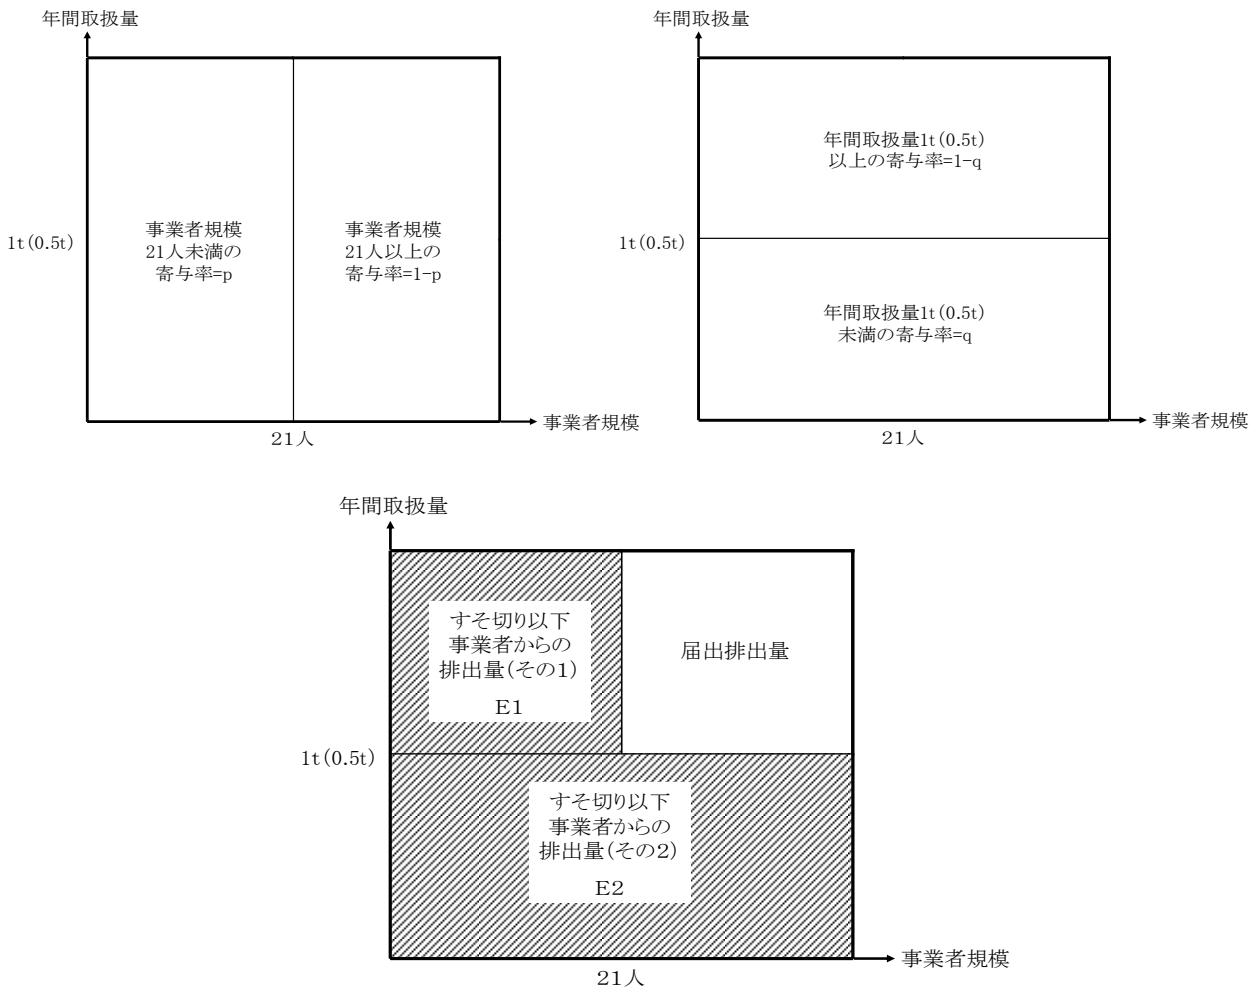 年間取扱量
1t(0.5t)
事業者規模
21人未満の
寄与率=p
事業者規模
21人以上の
寄与率=1-p
事業者規模
21人
年間取扱量
1t(0.5t)
年間取扱量1t(0.5t)
以上の寄与率=1-q
年間取扱量1t(0.5t)
未満の寄与率=q
事業者規模
21人
年間取扱量
すそ切り以下
事業者からの
排出量(その1)
E1
届出排出量
1t(0.5t)
すそ切り以下
事業者からの
排出量(その2)
E2
事業者規模
21人